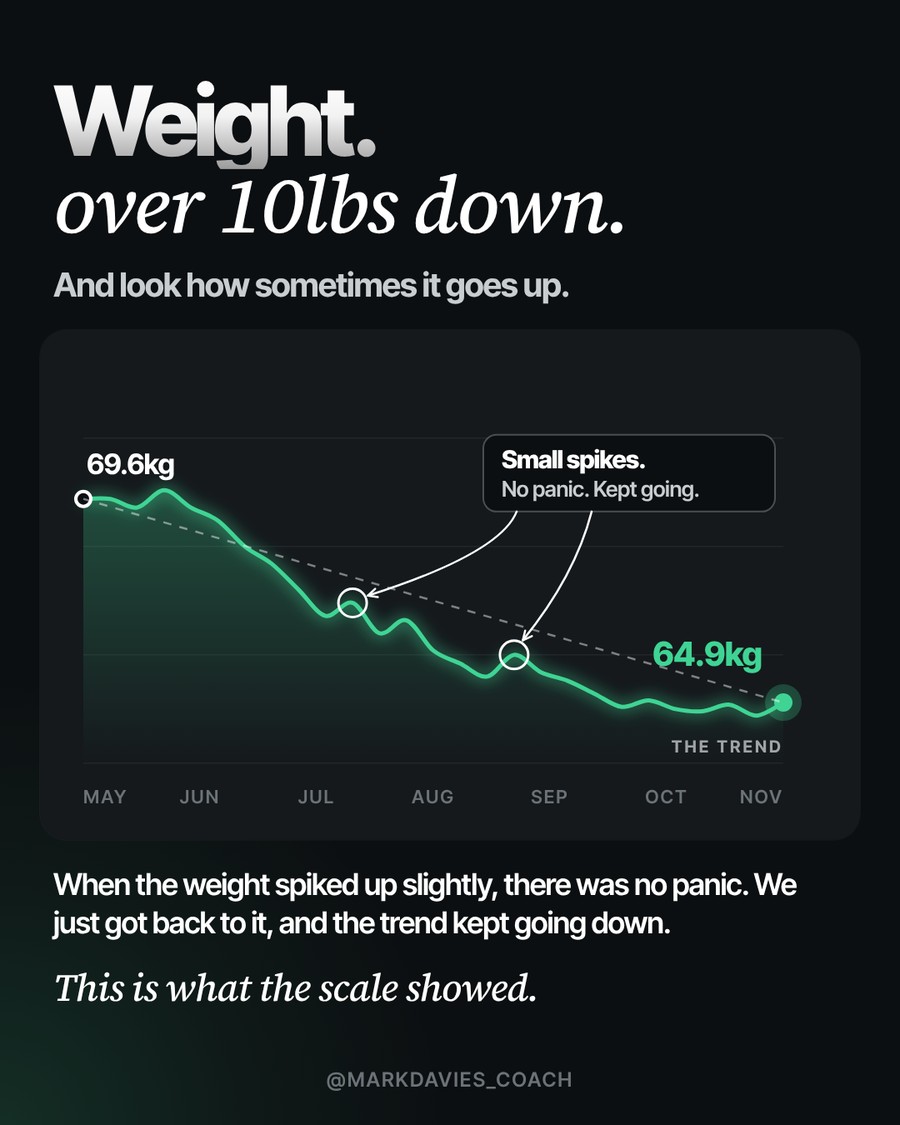 Weight.
over 10lbs down.
And look how sometimes it goes up.
69.6kg
Small spikes.
No panic. Kept going.
64.9kg
THE TREND
MAY JUN JUL AUG SEP OCT NOV
When the weight spiked up slightly, there was no panic. We
just got back to it, and the trend kept going down.
This is what the scale showed.
@MARKDAVIES_COACH